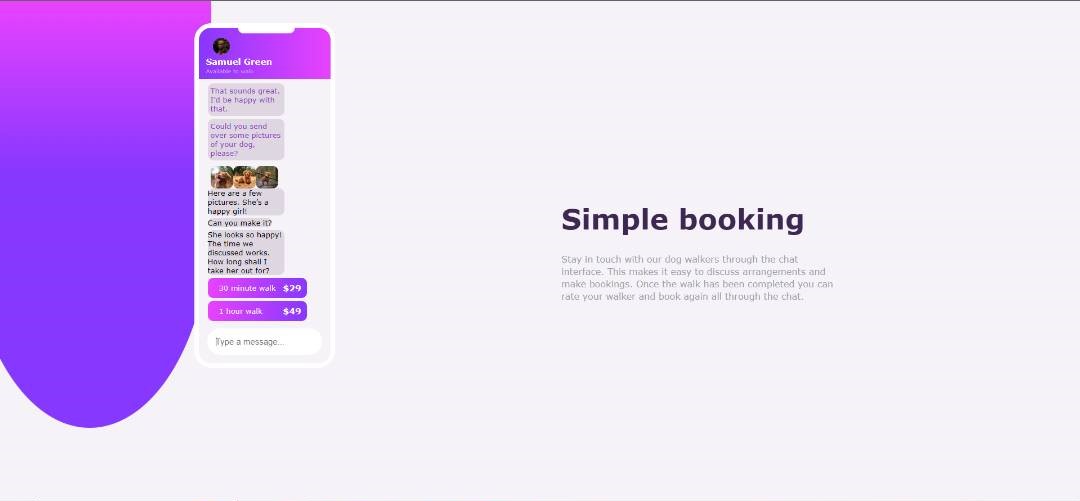 Samuel Green
Available to walk
That sounds great.
I'd be happy with
that.
Could you send
over some pictures
of your dog,
please?
Here are a few
pictures. She's a
happy girl!
Can you make it?
She looks so happy!
The time we
discussed works.
How long shall I
take her out for?
30 minute walk $29
1 hour walk $49
Type a message...
Simple booking
Stay in touch with our dog walkers through the chat
interface. This makes it easy to discuss arrangements and
make bookings. Once the walk has been completed you can
rate your walker and book again all through the chat.